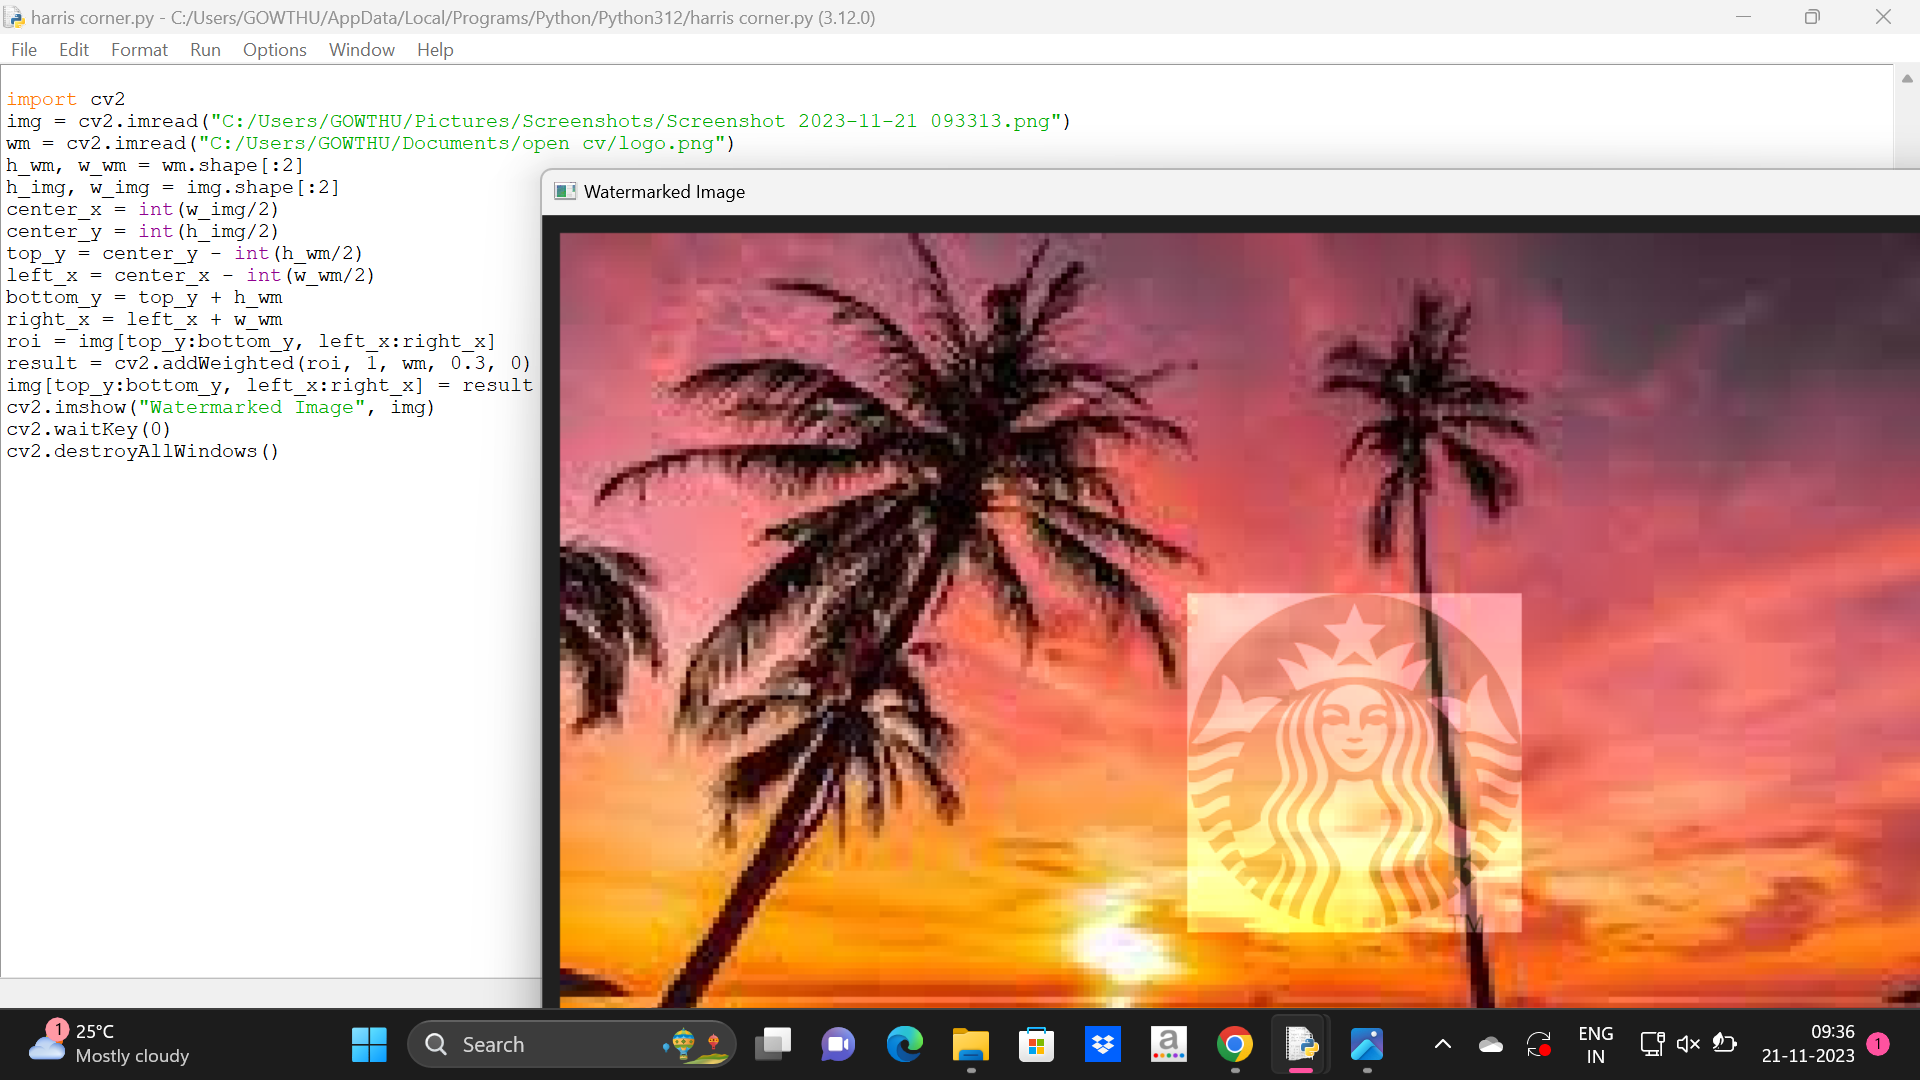 harris corner.py - C:/Users/GOWTHU/AppData/Local/Programs/Python/Python312/harris corner.py (3.12.0)
File Edit Format Run Options Window Help
import cv2
img = cv2.imread("C:/Users/GOWTHU/Pictures/Screenshots/Screenshot 2023-11-21 093313.png")
wm = cv2.imread("C:/Users/GOWTHU/Documents/open cv/logo.png")
h_wm, w_wm = wm.shape[:2]
h_img, w_img = img.shape[:2]
center_x = int(w_img/2)
center_y = int(h_img/2)
top_y = center_y - int(h_wm/2)
left_x = center_x - int(w_wm/2)
bottom_y = top_y + h_wm
right_x = left_x + w_wm
roi = img[top_y:bottom_y, left_x:right_x]
result = cv2.addWeighted(roi, 1, wm, 0.3, 0)
img[top_y:bottom_y, left_x:right_x] = result
cv2.imshow("Watermarked Image", img)
cv2.waitKey(0)
cv2.destroyAllWindows()
Watermarked Image
TM
1
25°C
Mostly cloudy
Search
a
ENG
IN
09:36
21-11-2023
1